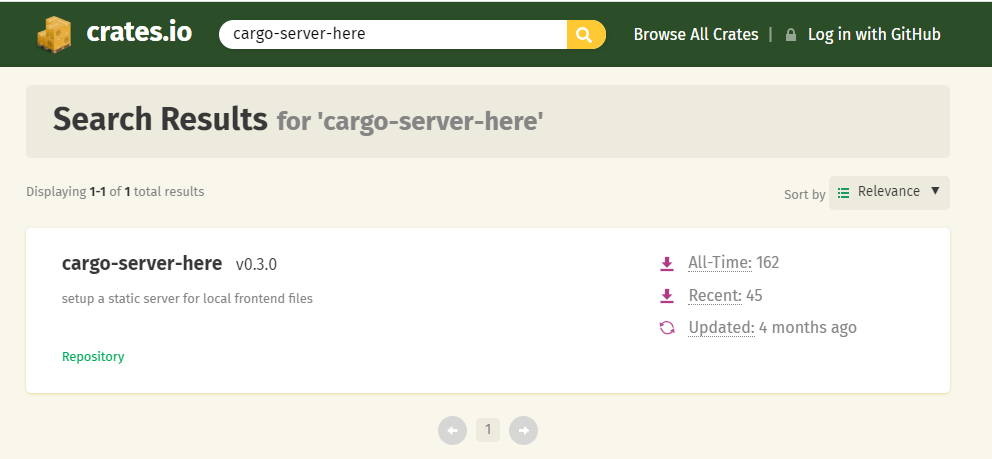 crates.io cargo-server-here Browse All Crates | Log in with GitHub
Search Results for 'cargo-server-here'
Displaying 1-1 of 1 total results
Sort by Relevance ▼
cargo-server-here v0.3.0
setup a static server for local frontend files
Repository
All-Time: 162
Recent: 45
Updated: 4 months ago
1